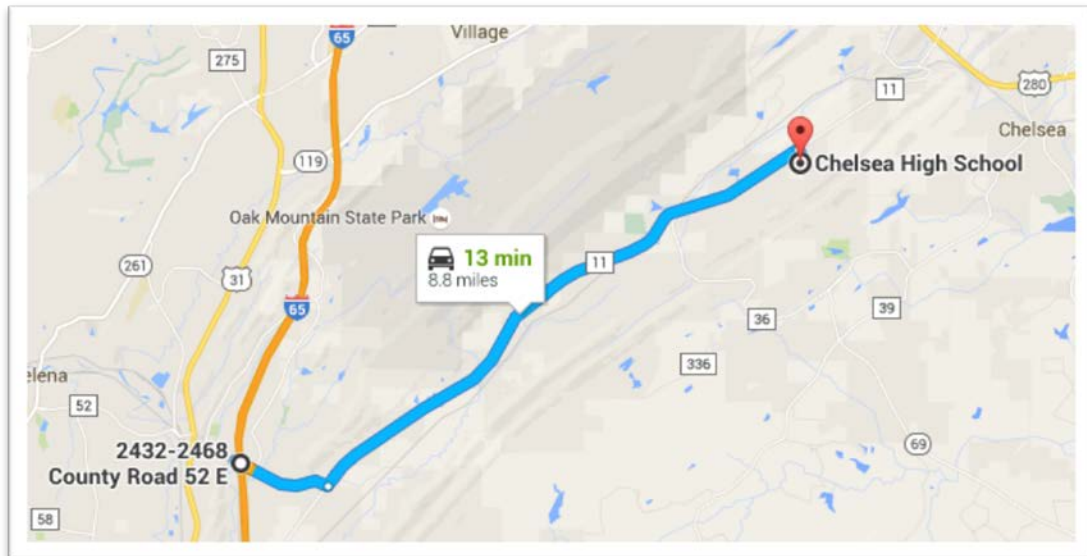 65
Village
275
11
280
Chelsea
119
Chelsea High School
Oak Mountain State Park
13 min
8.8 miles
261
31
11
65
36
39
336
elena
52
2432-2468
County Road 52 E
69
58